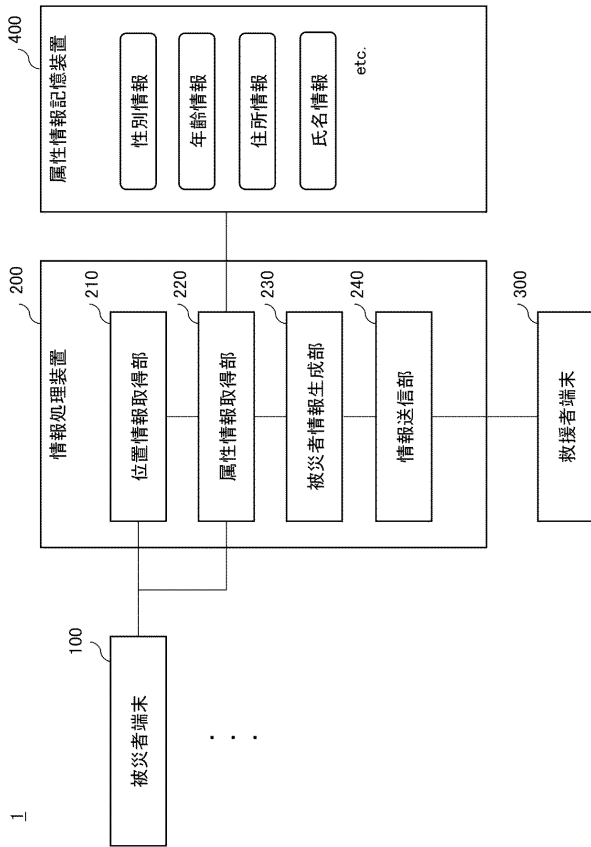 1
被災者端末
100
・・・
情報処理装置
200
位置情報取得部
210
属性情報取得部
220
被災者情報生成部
230
情報送信部
240
救援者端末
300
属性情報記憶装置
400
性別情報
年齢情報
住所情報
氏名情報
etc.